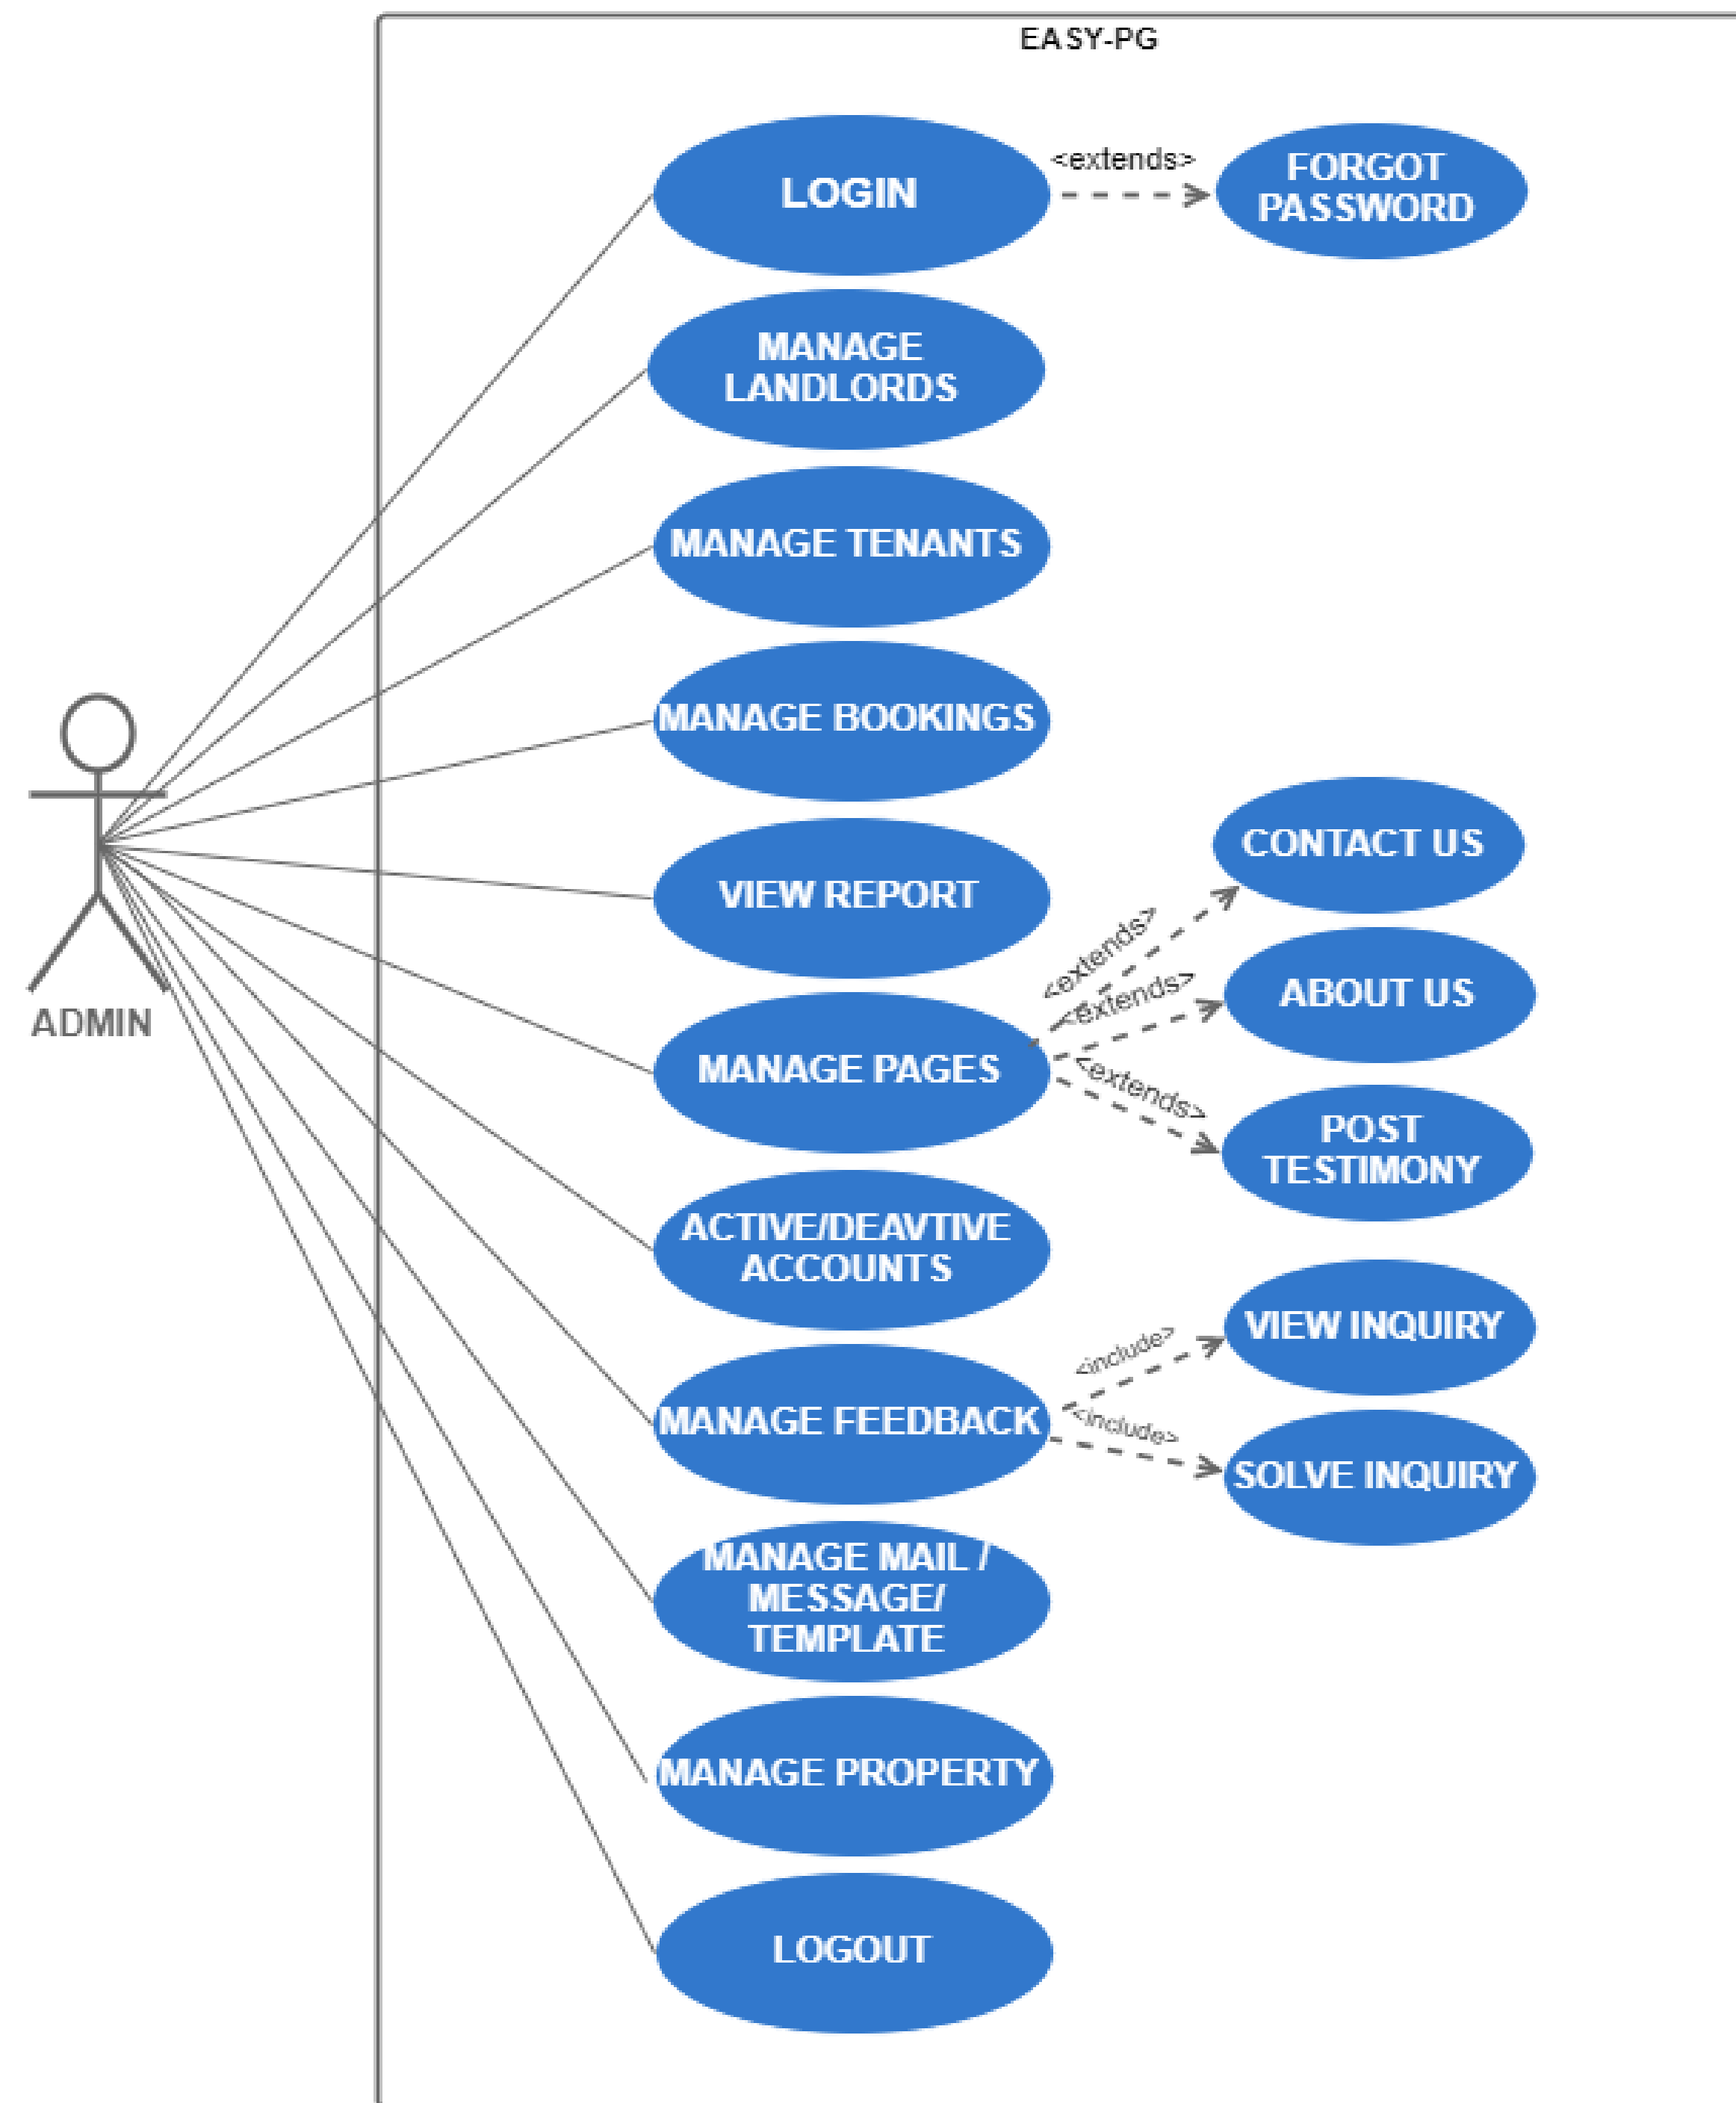 EASY-PG
LOGIN
<extends>
FORGOT
PASSWORD
MANAGE
LANDLORDS
MANAGE TENANTS
MANAGE BOOKINGS
VIEW REPORT
ADMIN
MANAGE PAGES
<extends>
CONTACT US
<extends>
ABOUT US
<extends>
POST
TESTIMONY
ACTIVE/DEAVTIVE
ACCOUNTS
MANAGE FEEDBACK
<include>
VIEW INQUIRY
<include>
SOLVE INQUIRY
MANAGE MAIL /
MESSAGE/
TEMPLATE
MANAGE PROPERTY
LOGOUT